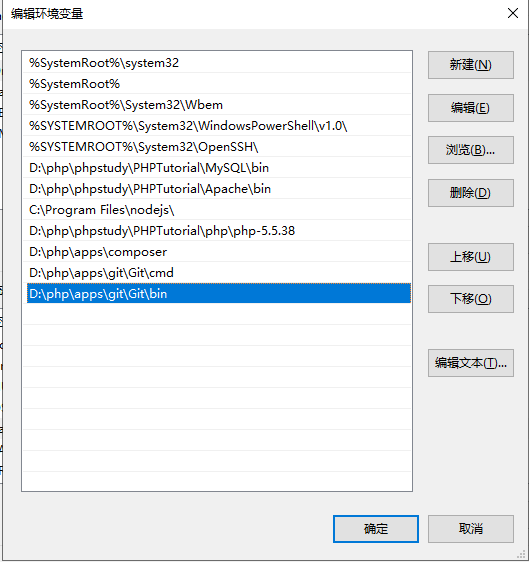 编辑环境变量
%SystemRoot%\system32
%SystemRoot%
%SystemRoot%\System32\Wbem
%SYSTEMROOT%\System32\WindowsPowerShell\v1.0\
%SYSTEMROOT%\System32\OpenSSH\
D:\php\phpstudy\PHPTutorial\MySQL\bin
D:\php\phpstudy\PHPTutorial\Apache\bin
C:\Program Files\nodejs\
D:\php\phpstudy\PHPTutorial\php\php-5.5.38
D:\php\apps\composer
D:\php\apps\git\Git\cmd
D:\php\apps\git\Git\bin
新建(N)
编辑(E)
浏览(B)...
删除(D)
上移(U)
下移(O)
编辑文本(T)...
确定
取消